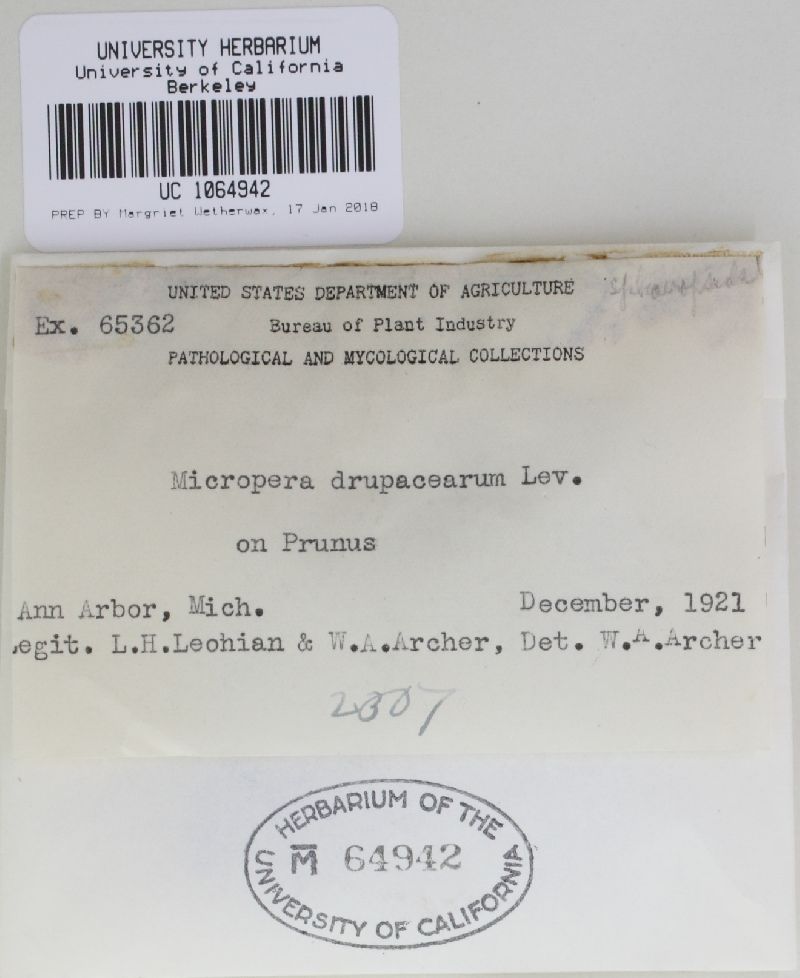 UNIVERSITY HERBARIUM
University of California
Berkeley
UC 1064942
PREP BY Margriet Wetherwax, 17 Jan 2018
UNITED STATES DEPARTMENT OF AGRICULTURE
Ex. 65362 Bureau of Plant Industry
PATHOLOGICAL AND MYCOLOGICAL COLLECTIONS
Micropera drupacearum Lev.
on Prunus
Ann Arbor, Mich. December, 1921
egit. L.H.Leohian & W.A.Archer, Det. W.A.Archer
2307
HERBARIUM OF THE
M̅ 64942
UNIVERSITY OF CALIFORNIA